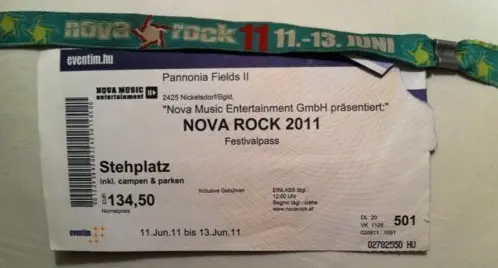 nova rock 11 11.-13. JUNI
eventim.hu
Pannonia Fields II
NOVA MUSIC
entertainment
2425 Nickelsdorf/Bgld.
"Nova Music Entertainment GmbH präsentiert:"
NOVA ROCK 2011
Festivalpass
Stehplatz
inkl. campen & parken
EUR 134,50
Normalpreis
Inklusive Gebühren
EINLASS tägl.:
12:00 Uhr
Beginn tägl.: siehe
www.novarock.at
DL 20
501
eventim
11.Jun.11 bis 13.Jun.11
02782550 HU